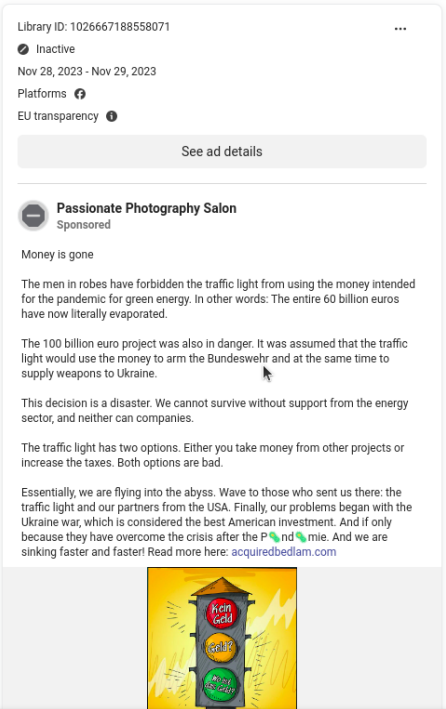 Library ID: 1026667188558071
Inactive
Nov 28, 2023 - Nov 29, 2023
Platforms
EU transparency
See ad details
Passionate Photography Salon
Sponsored
Money is gone
The men in robes have forbidden the traffic light from using the money intended
for the pandemic for green energy. In other words: The entire 60 billion euros
have now literally evaporated.
The 100 billion euro project was also in danger. It was assumed that the traffic
light would use the money to arm the Bundeswehr and at the same time to
supply weapons to Ukraine.
This decision is a disaster. We cannot survive without support from the energy
sector, and neither can companies.
The traffic light has two options. Either you take money from other projects or
increase the taxes. Both options are bad.
Essentially, we are flying into the abyss. Wave to those who sent us there: the
traffic light and our partners from the USA. Finally, our problems began with the
Ukraine war, which is considered the best American investment. And if only
because they have overcome the crisis after the P🦠nd🦠mie. And we are
sinking faster and faster! Read more here: acquiredbedlam.com
Kein
Geld
Geld?